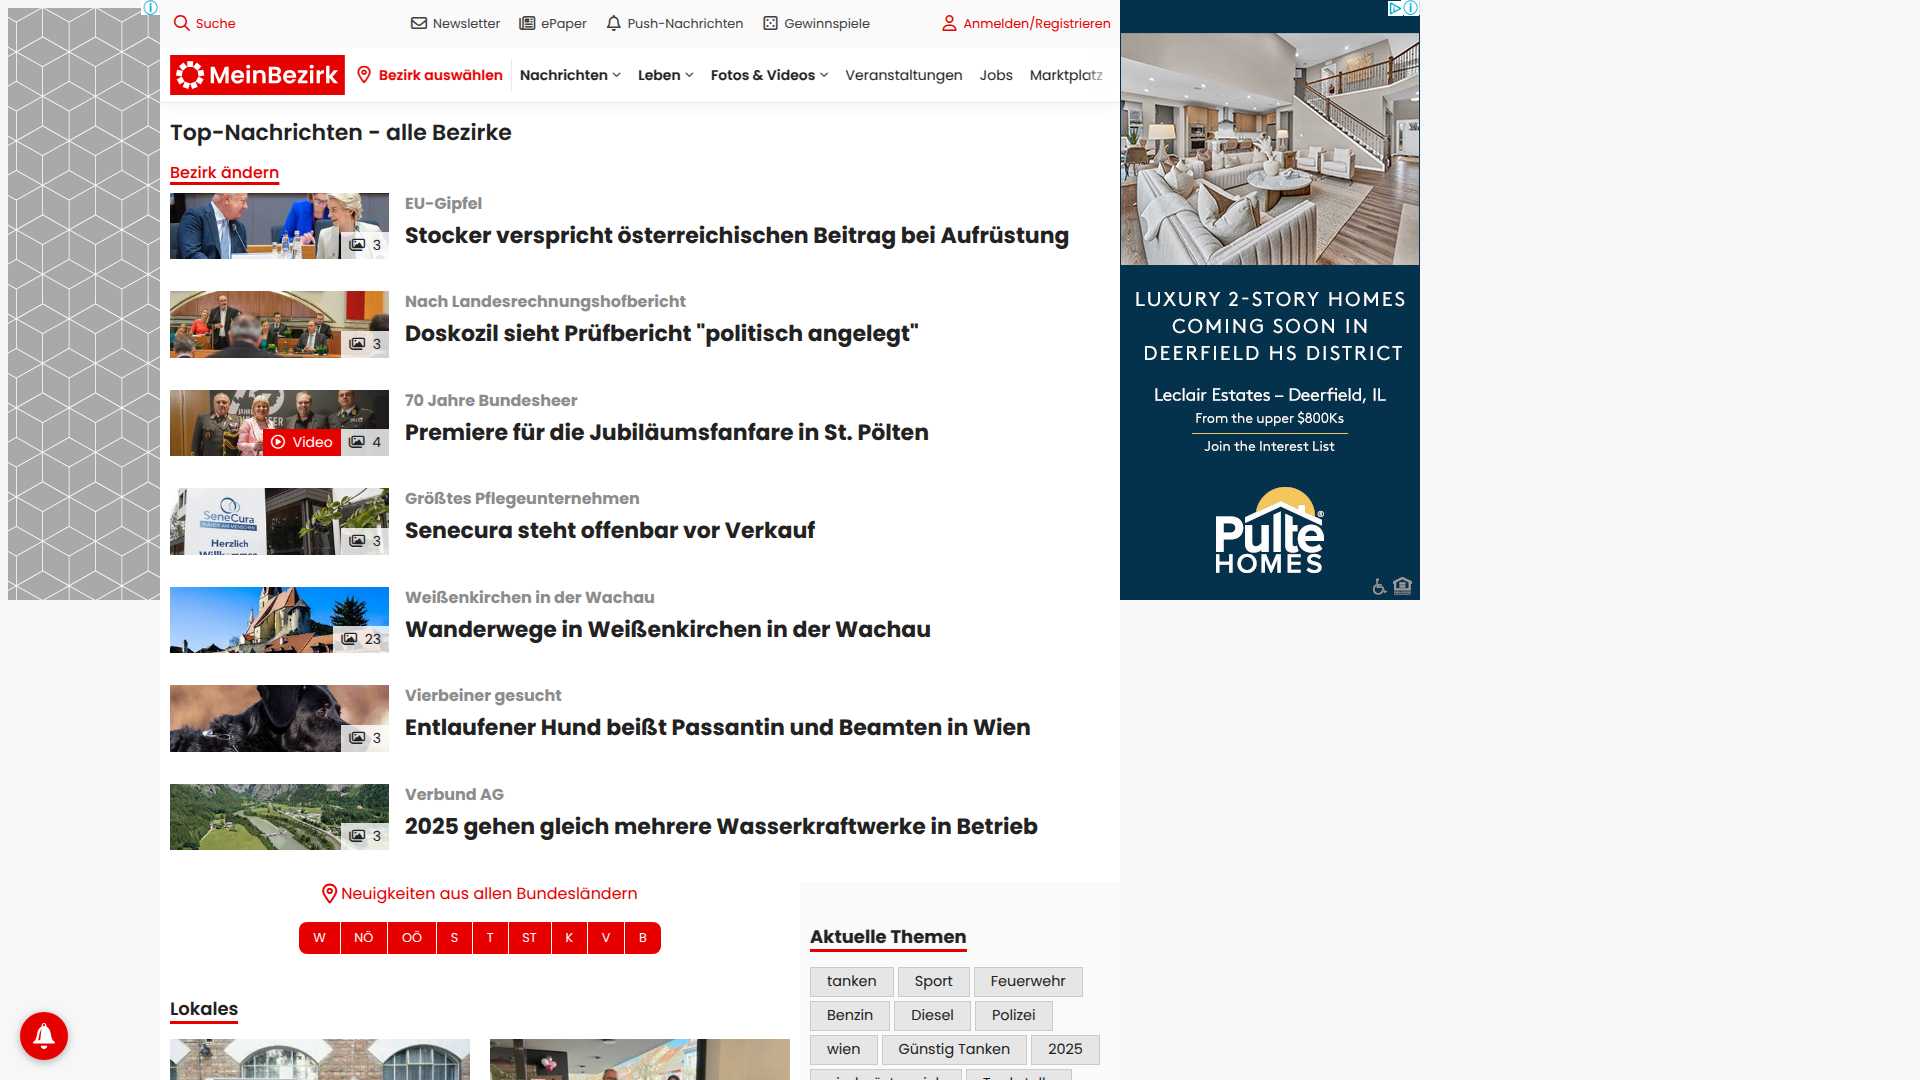 Suche
Newsletter
ePaper
Push-Nachrichten
Gewinnspiele
Anmelden/Registrieren
MeinBezirk
Bezirk auswählen
Nachrichten
Leben
Fotos & Videos
Veranstaltungen
Jobs
Marktplatz
Top-Nachrichten - alle Bezirke
Bezirk ändern
3
EU-Gipfel
Stocker verspricht österreichischen Beitrag bei Aufrüstung
3
Nach Landesrechnungshofbericht
Doskozil sieht Prüfbericht "politisch angelegt"
Video
4
70 Jahre Bundesheer
Premiere für die Jubiläumsfanfare in St. Pölten
SeneCura
Herzlich
3
Größtes Pflegeunternehmen
Senecura steht offenbar vor Verkauf
23
Weißenkirchen in der Wachau
Wanderwege in Weißenkirchen in der Wachau
3
Vierbeiner gesucht
Entlaufener Hund beißt Passantin und Beamten in Wien
3
Verbund AG
2025 gehen gleich mehrere Wasserkraftwerke in Betrieb
Neuigkeiten aus allen Bundesländern
W NÖ OÖ S T ST K V B
Lokales
Aktuelle Themen
tanken Sport Feuerwehr
Benzin Diesel Polizei
wien Günstig Tanken 2025
LUXURY 2-STORY HOMES
COMING SOON IN
DEERFIELD HS DISTRICT
Leclair Estates – Deerfield, IL
From the upper $800Ks
Join the Interest List
Pulte®
HOMES